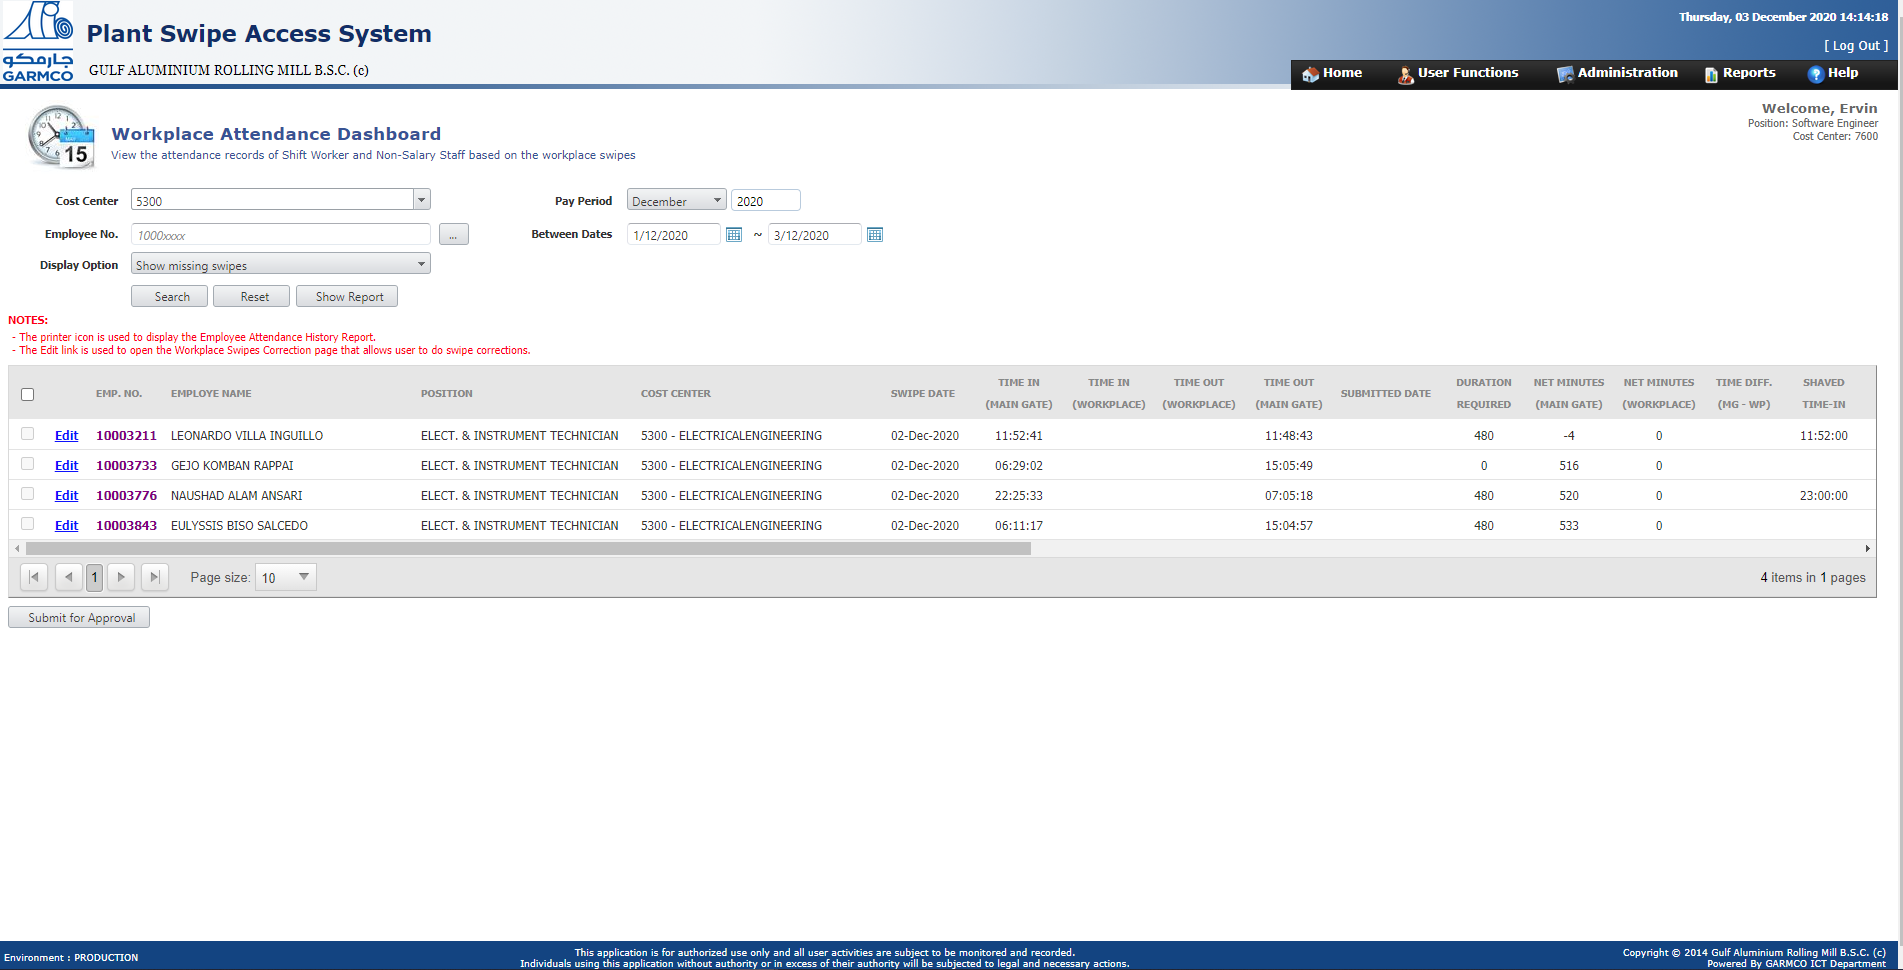 Thursday, 03 December 2020 14:14:18
Plant Swipe Access System
[ Log Out ]
جارمكو
GARMCO
GULF ALUMINIUM ROLLING MILL B.S.C. (c)
Home User Functions Administration Reports Help
Welcome, Ervin
Position: Software Engineer
Cost Center: 7600
15
Workplace Attendance Dashboard
View the attendance records of Shift Worker and Non-Salary Staff based on the workplace swipes
Cost Center 5300 Pay Period December 2020
Employee No. 1000xxxx ... Between Dates 1/12/2020 ~ 3/12/2020
Display Option Show missing swipes
Search Reset Show Report
NOTES:
- The printer icon is used to display the Employee Attendance History Report.
- The Edit link is used to open the Workplace Swipes Correction page that allows user to do swipe corrections.
EMP. NO. EMPLOYE NAME POSITION COST CENTER SWIPE DATE TIME IN (MAIN GATE) TIME IN (WORKPLACE) TIME OUT (WORKPLACE) TIME OUT (MAIN GATE) SUBMITTED DATE DURATION REQUIRED NET MINUTES (MAIN GATE) NET MINUTES (WORKPLACE) TIME DIFF. (MG - WP) SHAVED TIME-IN
Edit 10003211 LEONARDO VILLA INGUILLO ELECT. & INSTRUMENT TECHNICIAN 5300 - ELECTRICALENGINEERING 02-Dec-2020 11:52:41 11:48:43 480 -4 0 11:52:00
Edit 10003733 GEJO KOMBAN RAPPAI ELECT. & INSTRUMENT TECHNICIAN 5300 - ELECTRICALENGINEERING 02-Dec-2020 06:29:02 15:05:49 0 516 0
Edit 10003776 NAUSHAD ALAM ANSARI ELECT. & INSTRUMENT TECHNICIAN 5300 - ELECTRICALENGINEERING 02-Dec-2020 22:25:33 07:05:18 480 520 0 23:00:00
Edit 10003843 EULYSSIS BISO SALCEDO ELECT. & INSTRUMENT TECHNICIAN 5300 - ELECTRICALENGINEERING 02-Dec-2020 06:11:17 15:04:57 480 533 0
1 Page size: 10 4 items in 1 pages
Submit for Approval
Environment : PRODUCTION
This application is for authorized use only and all user activities are subject to be monitored and recorded.
Individuals using this application without authority or in excess of their authority will be subjected to legal and necessary actions.
Copyright © 2014 Gulf Aluminium Rolling Mill B.S.C. (c)
Powered By GARMCO ICT Department